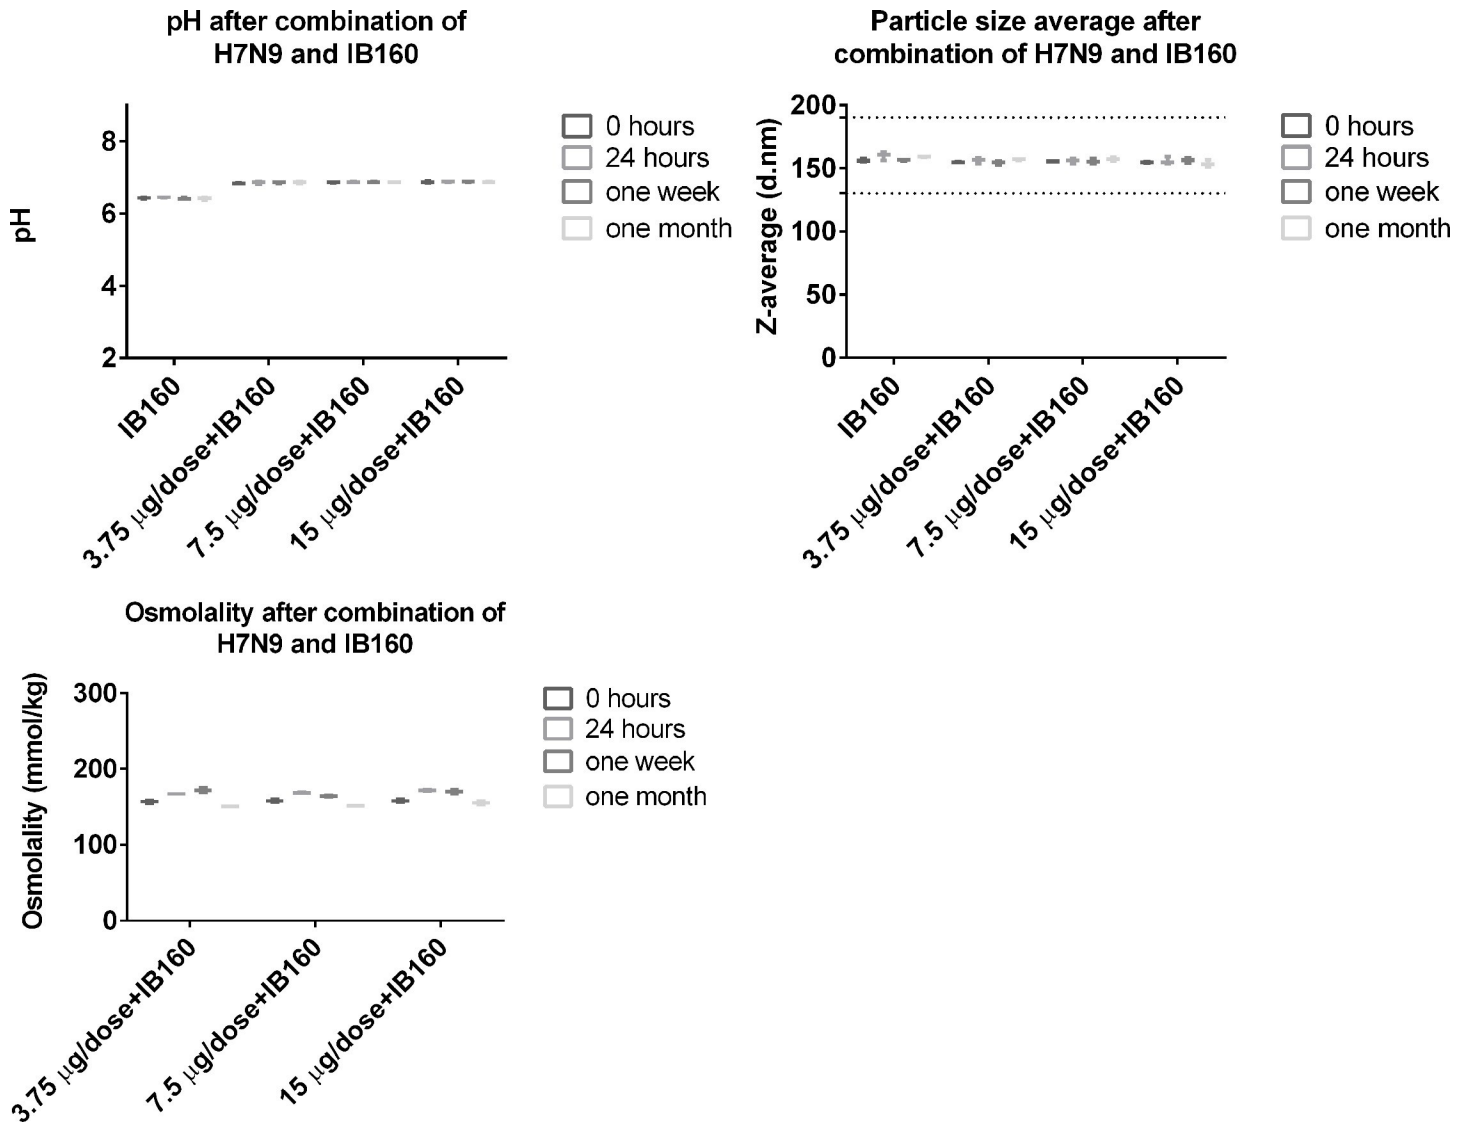 pH after combination of
H7N9 and IB160
pH
8
6
4
2
IB160
3.75 μg/dose+IB160
7.5 μg/dose+IB160
15 μg/dose+IB160
0 hours
24 hours
one week
one month
Particle size average after
combination of H7N9 and IB160
Z-average (d.nm)
200
150
100
50
0
IB160
3.75 μg/dose+IB160
7.5 μg/dose+IB160
15 μg/dose+IB160
0 hours
24 hours
one week
one month
Osmolality after combination of
H7N9 and IB160
Osmolality (mmol/kg)
300
200
100
0
3.75 μg/dose+IB160
7.5 μg/dose+IB160
15 μg/dose+IB160
0 hours
24 hours
one week
one month